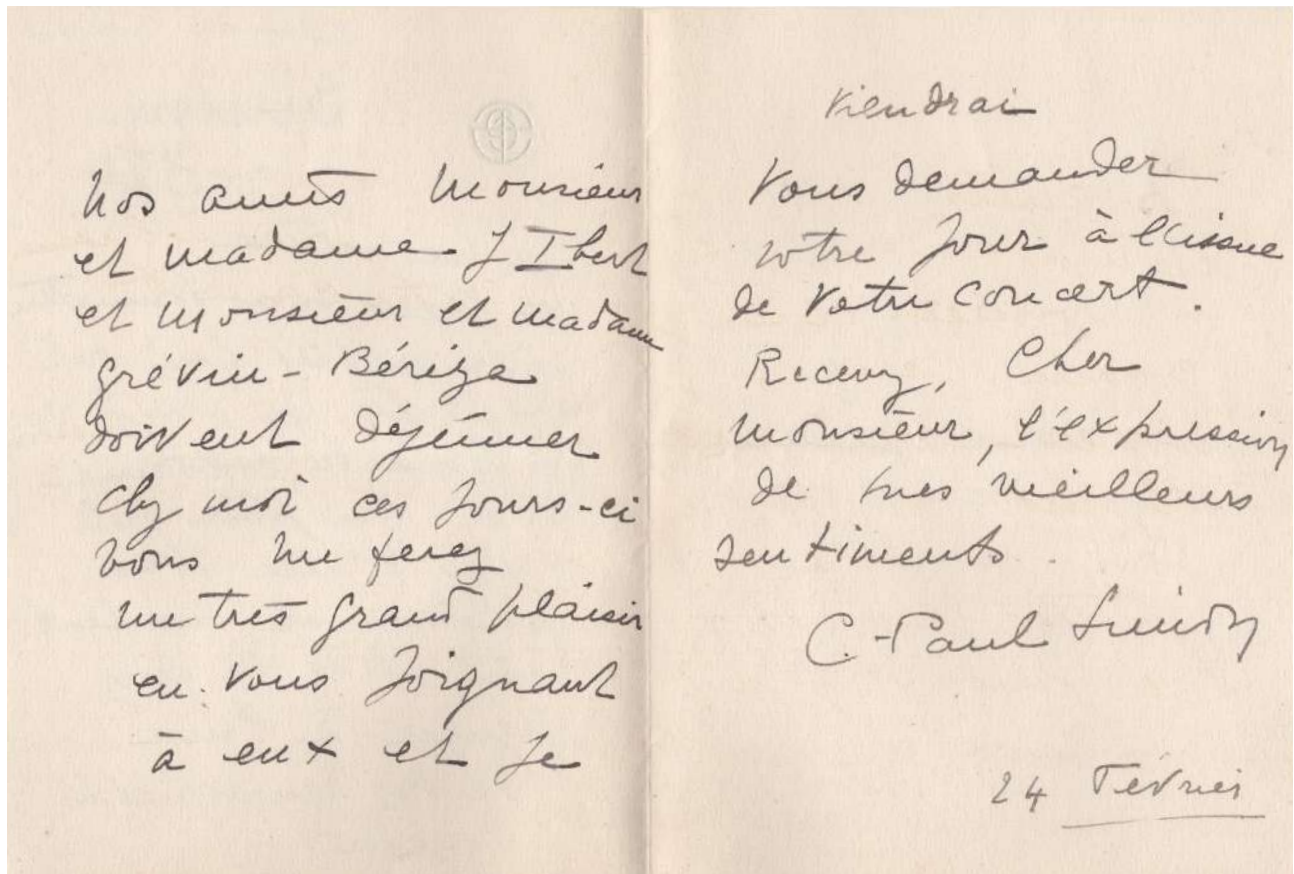 Nos amis Monsieur
et madame J Ibert
et Monsieur et madame
Grévin - Bériza
doivent déjeuner
chez moi ces jours-ci
vous me ferez
un très grand plaisir
en vous joignant
à eux et je
viendrai
vous demander
votre jour à l'issue
de votre concert.
Recevez, Cher
monsieur, l'expression
de mes meilleurs
sentiments.
C.-Paul
24 Février